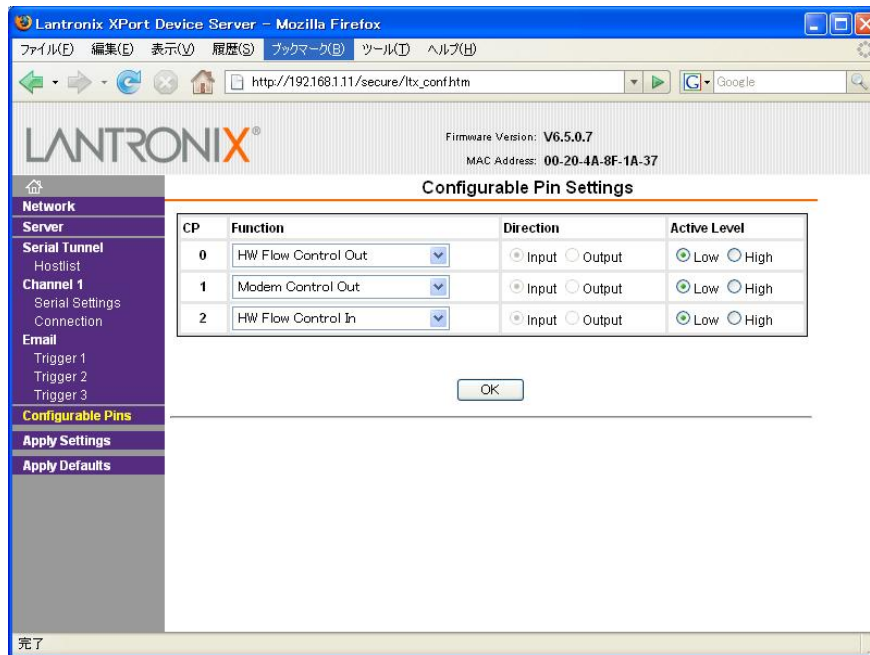 Lantronix XPort Device Server - Mozilla Firefox
ファイル(F) 編集(E) 表示(V) 履歴(S) ブックマーク(B) ツール(T) ヘルプ(H)
http://192.168.1.11/secure/ltx_conf.htm
G Google
LANTRONIX®
Firmware Version: V6.5.0.7
MAC Address: 00-20-4A-8F-1A-37
Configurable Pin Settings
Network
Server
Serial Tunnel
Hostlist
Channel 1
Serial Settings
Connection
Email
Trigger 1
Trigger 2
Trigger 3
Configurable Pins
Apply Settings
Apply Defaults
CP Function Direction Active Level
0 HW Flow Control Out Input Output Low High
1 Modem Control Out Input Output Low High
2 HW Flow Control In Input Output Low High
OK
完了